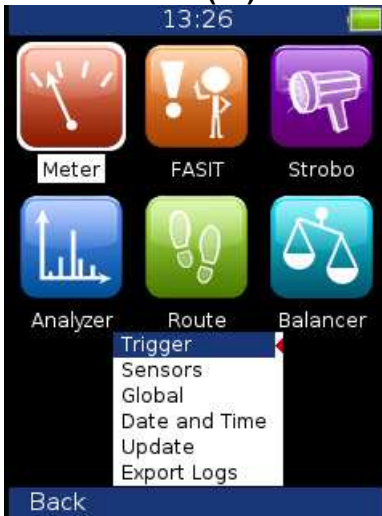 13:26
Meter FASIT Strobo
Analyzer Route Balancer
Trigger
Sensors
Global
Date and Time
Update
Export Logs
Back